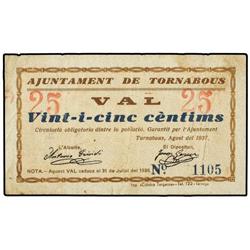 AJUNTAMENT DE TORNABOUS
25 VAL 25
Vint-i-cinc cèntims
Circulació obligatoria dintre la població. Garantit per l'Ajuntament
Tornabous, Agost del 1937.
L'Alcalde, El Dipositari,
NOTA.- Aquest VAL caduca el 31 de Juliol del 1938. Nº 1105